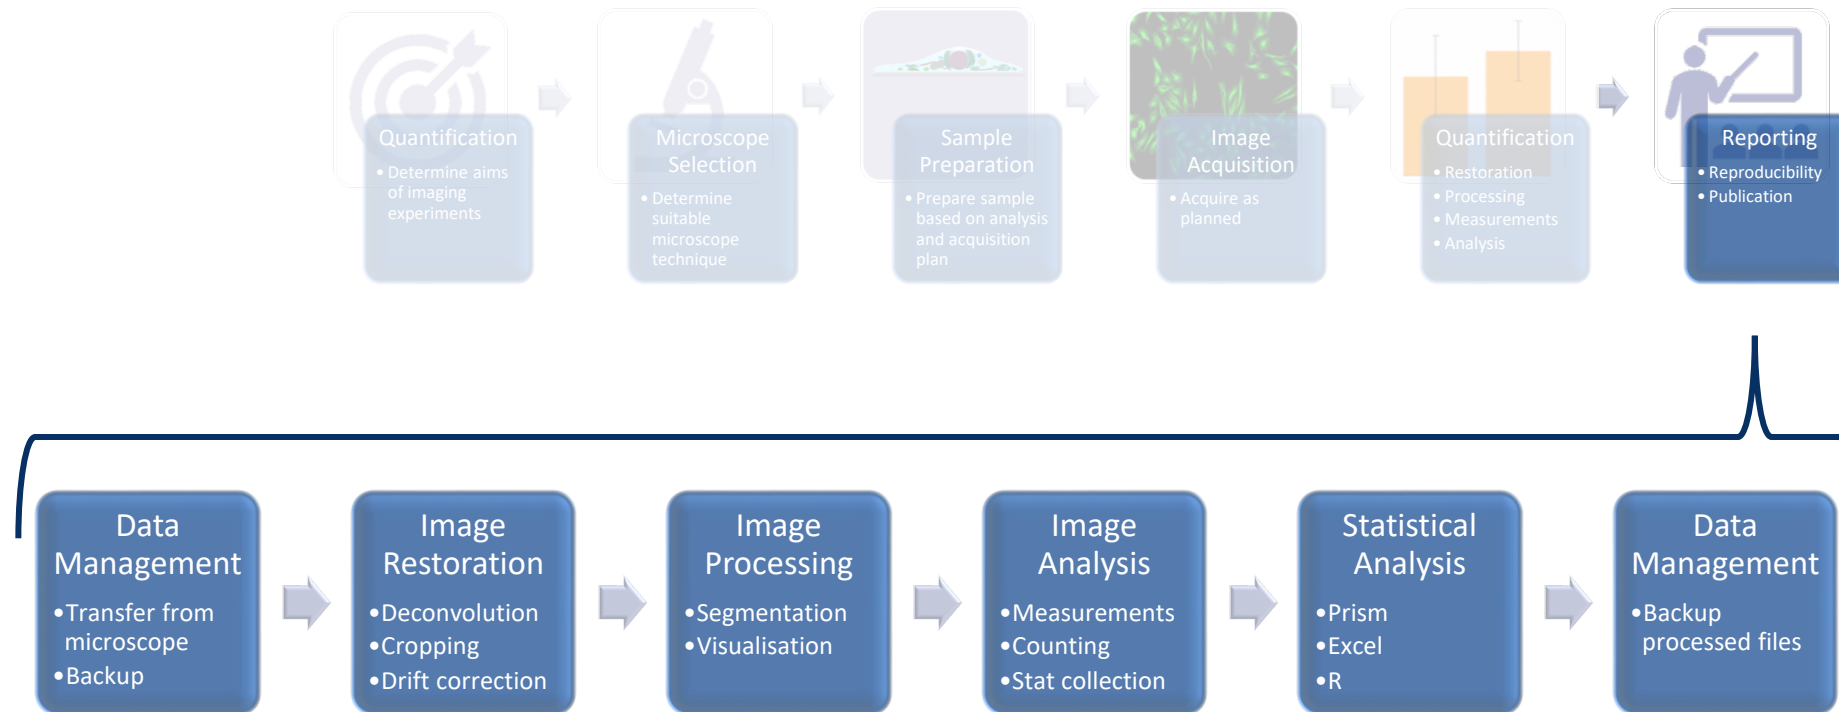 Quantification
• Determine aims
of imaging
experiments
Microscope
Selection
• Determine
suitable
microscope
technique
Sample
Preparation
• Prepare sample
based on analysis
and acquisition
plan
Image
Acquisition
• Acquire as
planned
Quantification
• Restoration
• Processing
• Measurements
• Analysis
Reporting
• Reproducibility
• Publication
Data
Management
•Transfer from
microscope
•Backup
Image
Restoration
•Deconvolution
•Cropping
•Drift correction
Image
Processing
•Segmentation
•Visualisation
Image
Analysis
•Measurements
•Counting
•Stat collection
Statistical
Analysis
•Prism
•Excel
•R
Data
Management
•Backup
processed files